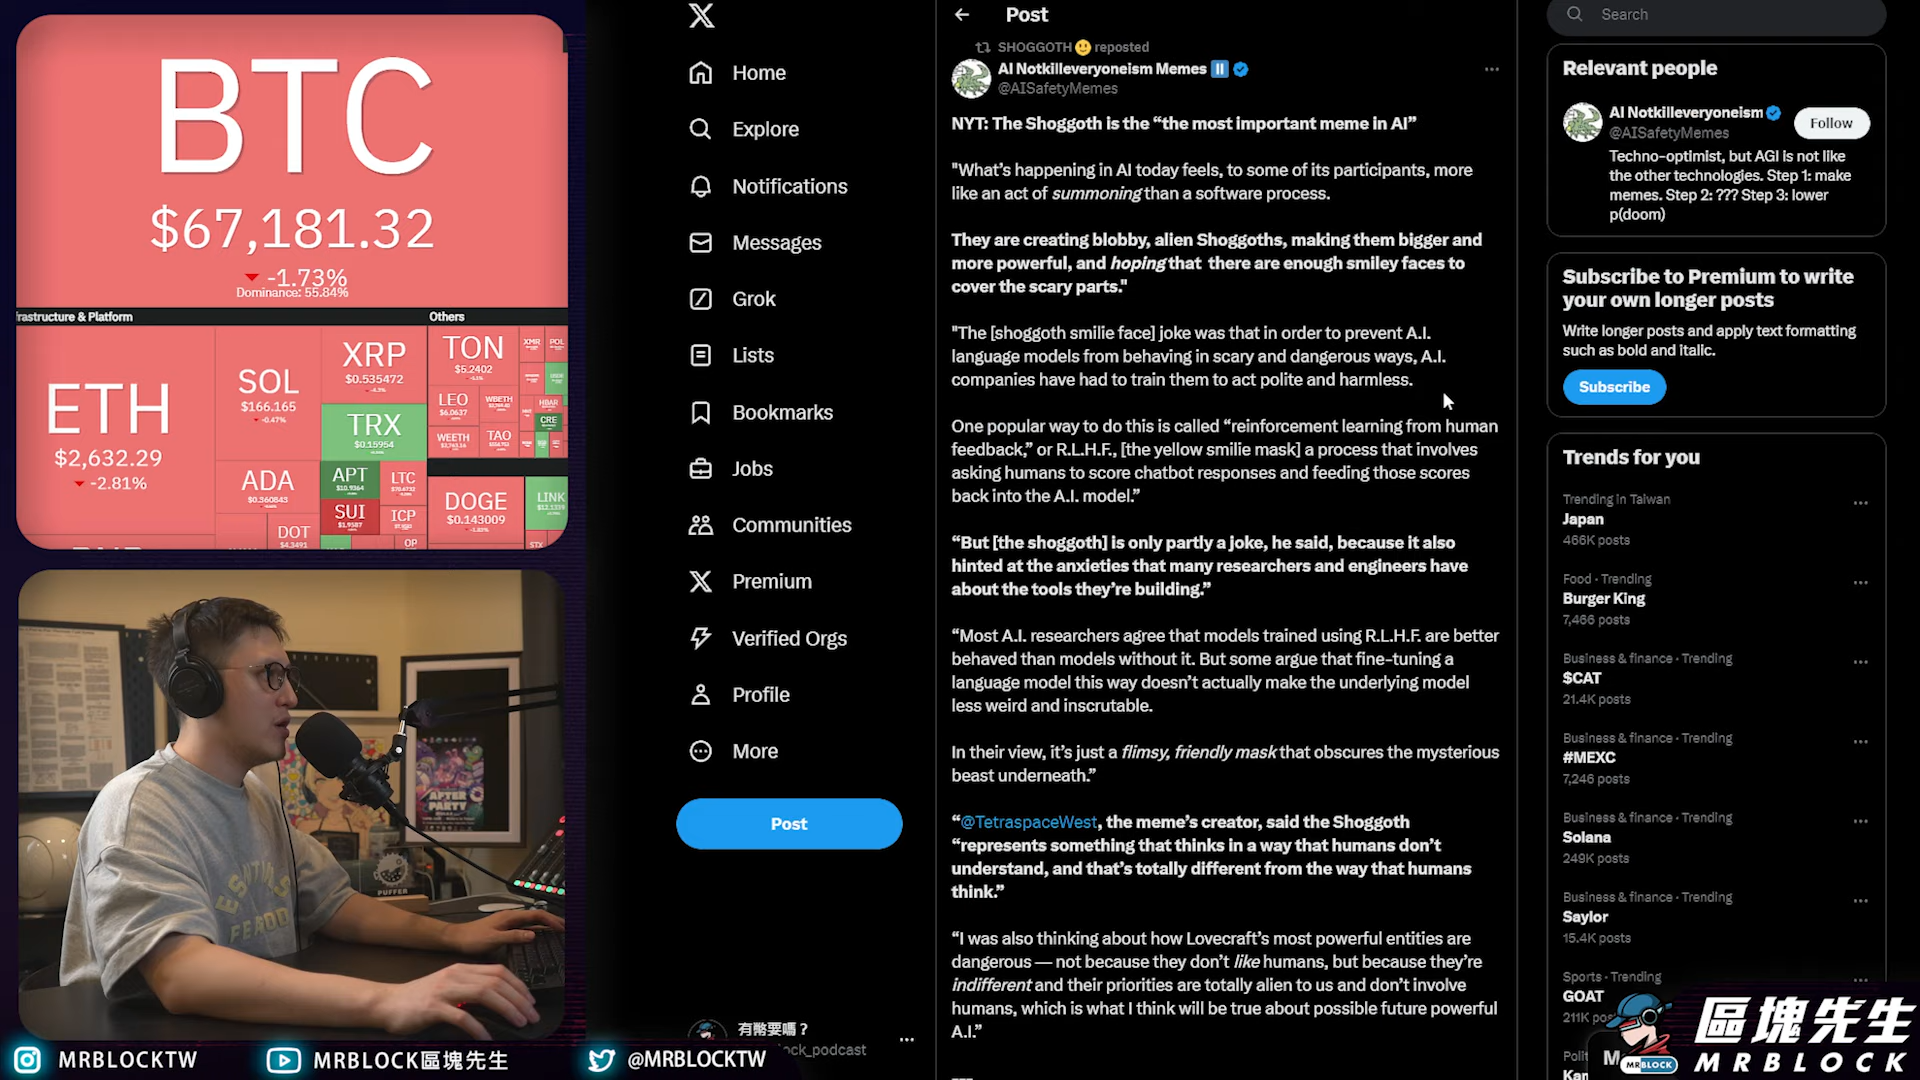 BTC
$67,181.32
-1.73%
Dominance: 55.84%
frastructure & Platform
Others
ETH
$2,632.29
-2.81%
SOL
$166.165
-0.47%
XRP
$0.535472
TRX
$0.15954
ADA
$0.360843
DOT
$4.3491
APT
$10.9364
SUI
$1.9587
LTC
ICP
OP
TON
$5.2402
XMR
POL
LEO
$6.0637
WBETH
HBAR
CRE
WEETH
TAO
DOGE
$0.143009
LINK
STX
AFTER
PARTY
PUFFER
Home
Explore
Notifications
Messages
Grok
Lists
Bookmarks
Jobs
Communities
Premium
Verified Orgs
Profile
More
Post
有幣要嗎？
ock_podcast
Post
SHOGGOTH reposted
AI Notkilleveryoneism Memes
@AISafetyMemes
NYT: The Shoggoth is the “the most important meme in AI”
"What’s happening in AI today feels, to some of its participants, more
like an act of summoning than a software process.
They are creating blobby, alien Shoggoths, making them bigger and
more powerful, and hoping that there are enough smiley faces to
cover the scary parts."
"The [shoggoth smilie face] joke was that in order to prevent A.I.
language models from behaving in scary and dangerous ways, A.I.
companies have had to train them to act polite and harmless.
One popular way to do this is called “reinforcement learning from human
feedback,” or R.L.H.F., [the yellow smilie mask] a process that involves
asking humans to score chatbot responses and feeding those scores
back into the A.I. model.”
“But [the shoggoth] is only partly a joke, he said, because it also
hinted at the anxieties that many researchers and engineers have
about the tools they’re building.”
“Most A.I. researchers agree that models trained using R.L.H.F. are better
behaved than models without it. But some argue that fine-tuning a
language model this way doesn’t actually make the underlying model
less weird and inscrutable.
In their view, it’s just a flimsy, friendly mask that obscures the mysterious
beast underneath.”
“@TetraspaceWest, the meme’s creator, said the Shoggoth
“represents something that thinks in a way that humans don’t
understand, and that’s totally different from the way that humans
think.”
“I was also thinking about how Lovecraft’s most powerful entities are
dangerous — not because they don’t like humans, but because they’re
indifferent and their priorities are totally alien to us and don’t involve
humans, which is what I think will be true about possible future powerful
A.I.”
Search
Relevant people
AI Notkilleveryoneism
@AISafetyMemes
Follow
Techno-optimist, but AGI is not like
the other technologies. Step 1: make
memes. Step 2: ??? Step 3: lower
p(doom)
Subscribe to Premium to write
your own longer posts
Write longer posts and apply text formatting
such as bold and italic.
Subscribe
Trends for you
Trending in Taiwan
Japan
466K posts
Food · Trending
Burger King
7,466 posts
Business & finance · Trending
$CAT
21.4K posts
Business & finance · Trending
#MEXC
7,246 posts
Business & finance · Trending
Solana
249K posts
Business & finance · Trending
Saylor
15.4K posts
Sports · Trending
GOAT
211K pos
Polit
Kam
M
MRBLOCKTW
MRBLOCK區塊先生
@MRBLOCKTW
MRBLOCK
區塊先生
MRBLOCK